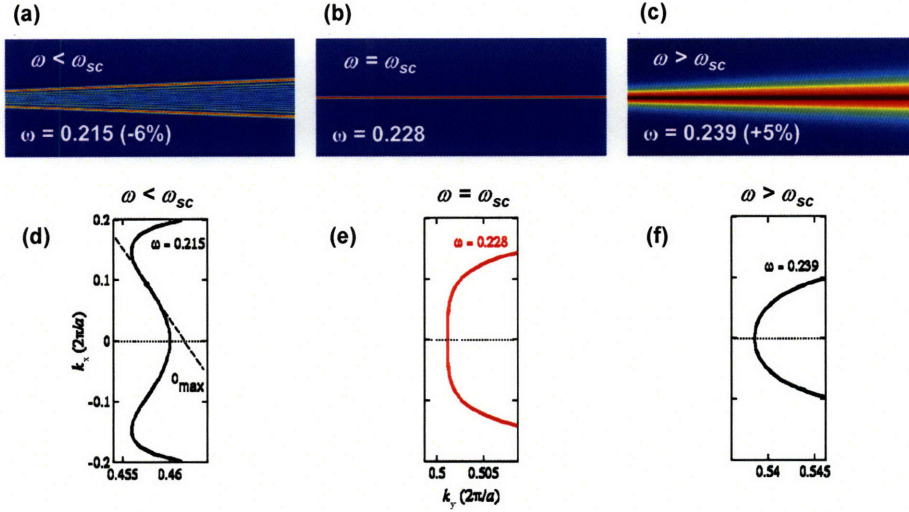 (a)
(b)
(c)
ω < ω_sc
ω = ω_sc
ω > ω_sc
ω = 0.215 (-6%)
ω = 0.228
ω = 0.239 (+5%)
ω < ω_sc
ω = ω_sc
ω > ω_sc
(d)
(e)
(f)
ω = 0.215
ω = 0.228
ω = 0.239
0.2
0.1
0
-0.1
-0.2
k_x (2π/a)
0_max
0.455 0.46
0.5 0.505
0.54 0.545
k_y (2π/a)